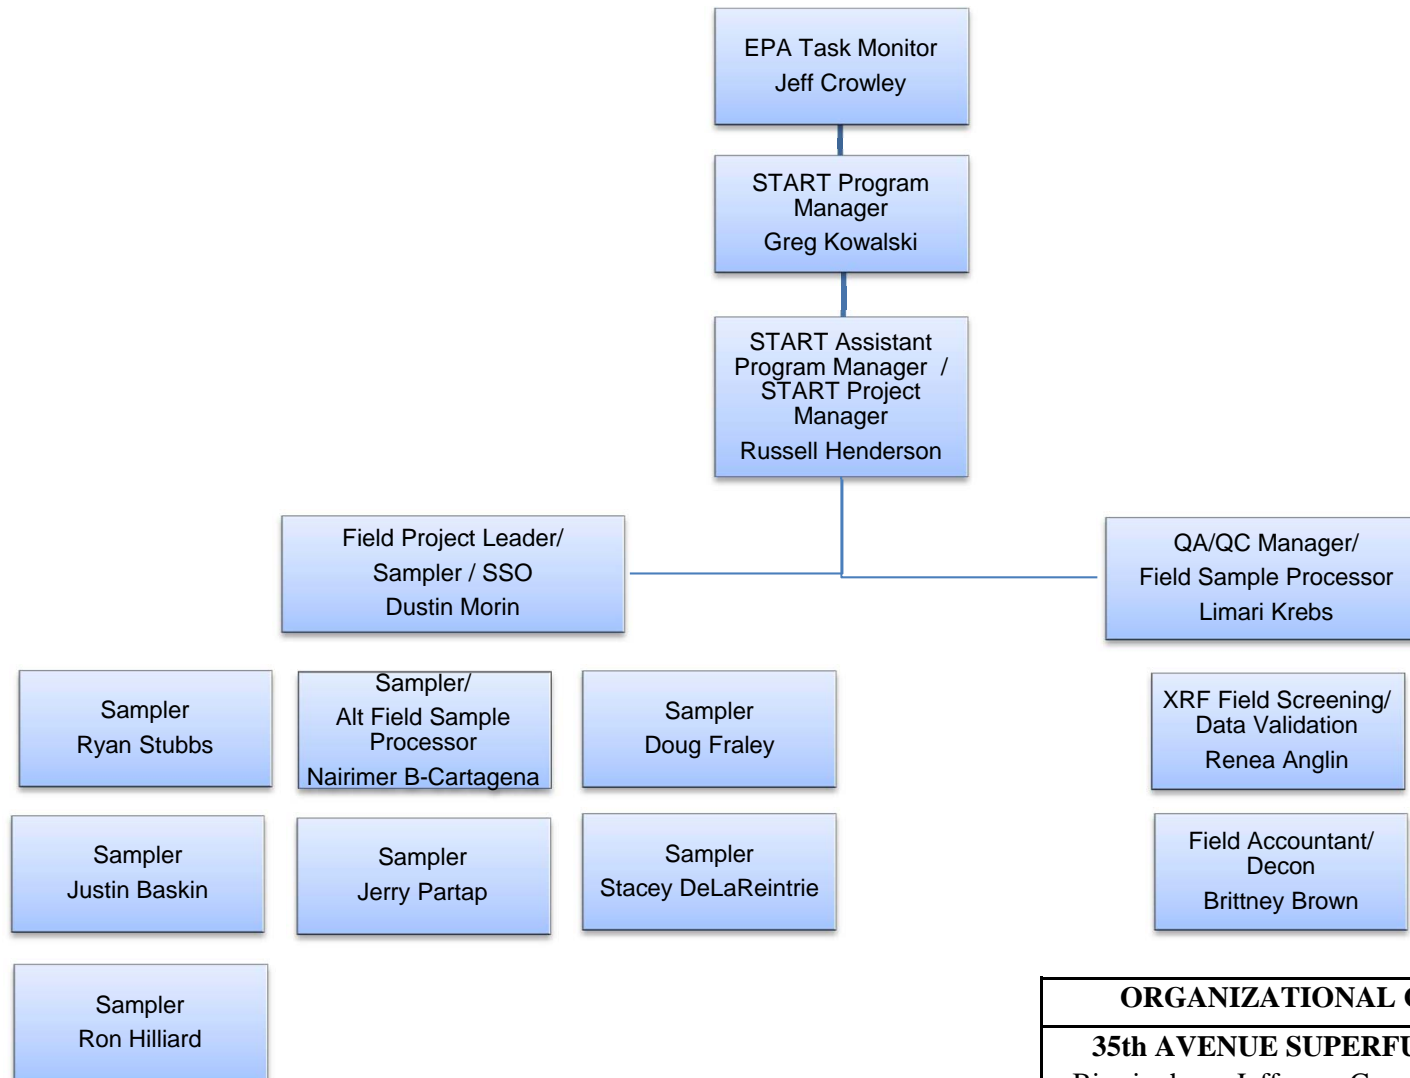 EPA Task Monitor
Jeff Crowley
START Program
Manager
Greg Kowalski
START Assistant
Program Manager /
START Project
Manager
Russell Henderson
Field Project Leader/
Sampler / SSO
Dustin Morin
QA/QC Manager/
Field Sample Processor
Limari Krebs
Sampler
Ryan Stubbs
Sampler/
Alt Field Sample
Processor
Nairimer B-Cartagena
Sampler
Doug Fraley
XRF Field Screening/
Data Validation
Renea Anglin
Sampler
Justin Baskin
Sampler
Jerry Partap
Sampler
Stacey DeLaReintrie
Field Accountant/
Decon
Brittney Brown
Sampler
Ron Hilliard
ORGANIZATIONAL
35th AVENUE